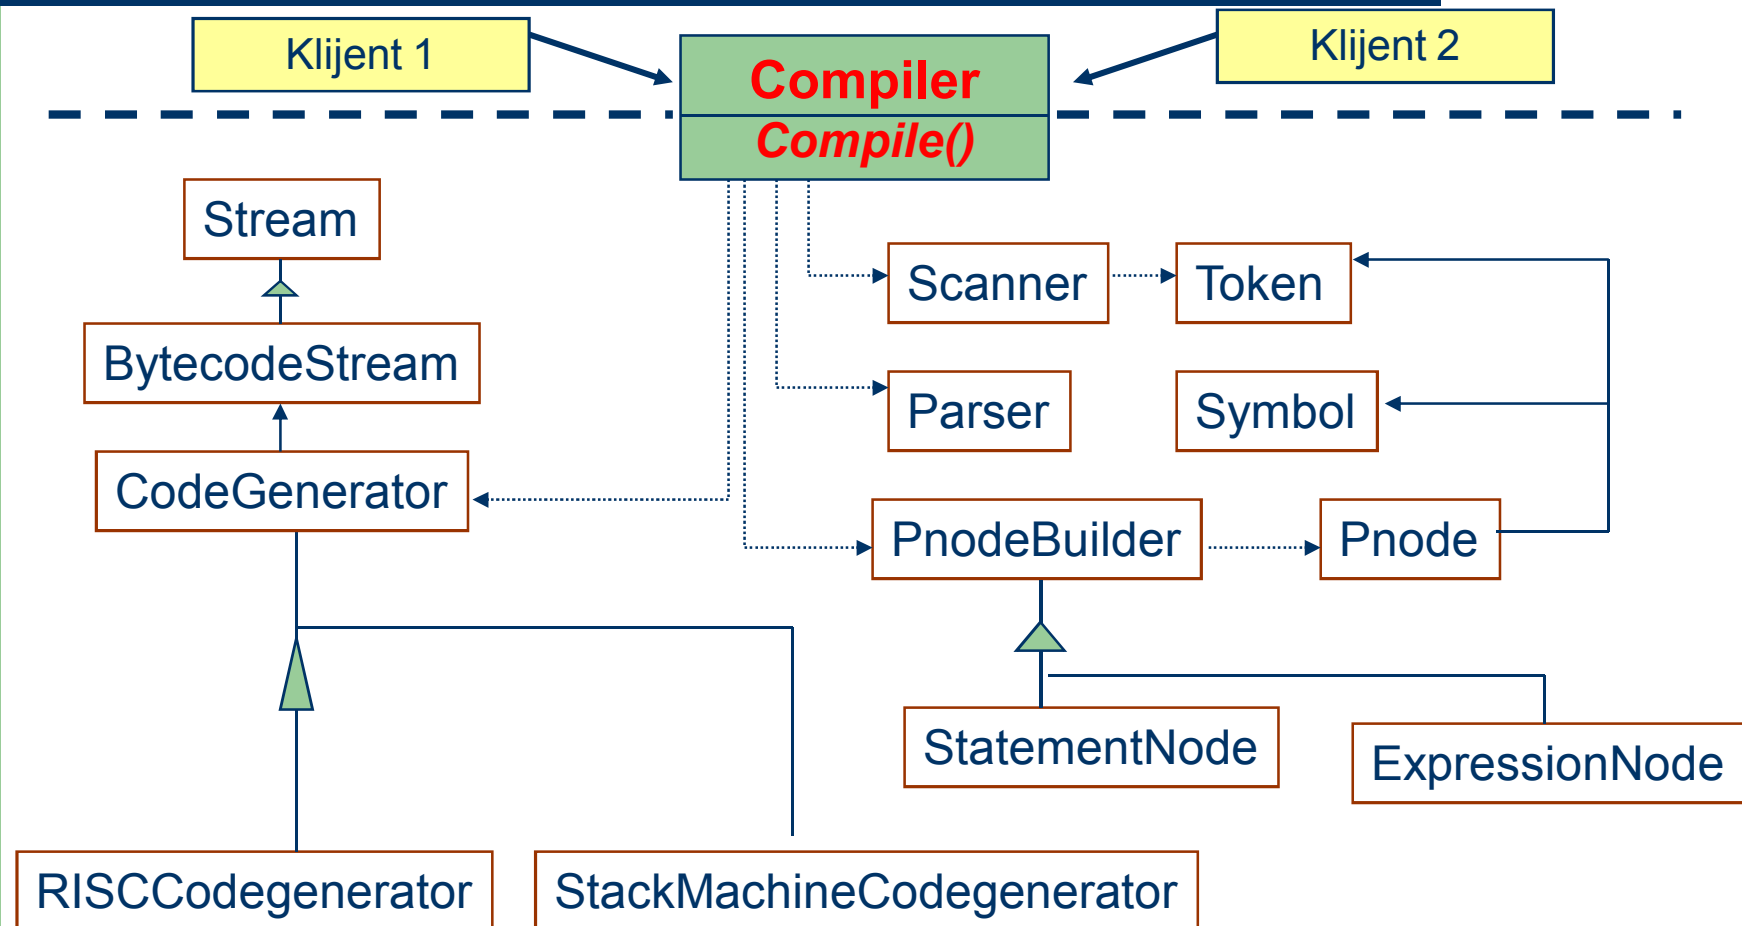 Klijent 1
Klijent 2
Compiler
Compile()
Stream
Scanner
Token
BytecodeStream
Parser
Symbol
CodeGenerator
PnodeBuilder
Pnode
StatementNode
ExpressionNode
RISCCodegenerator
StackMachineCodegenerator